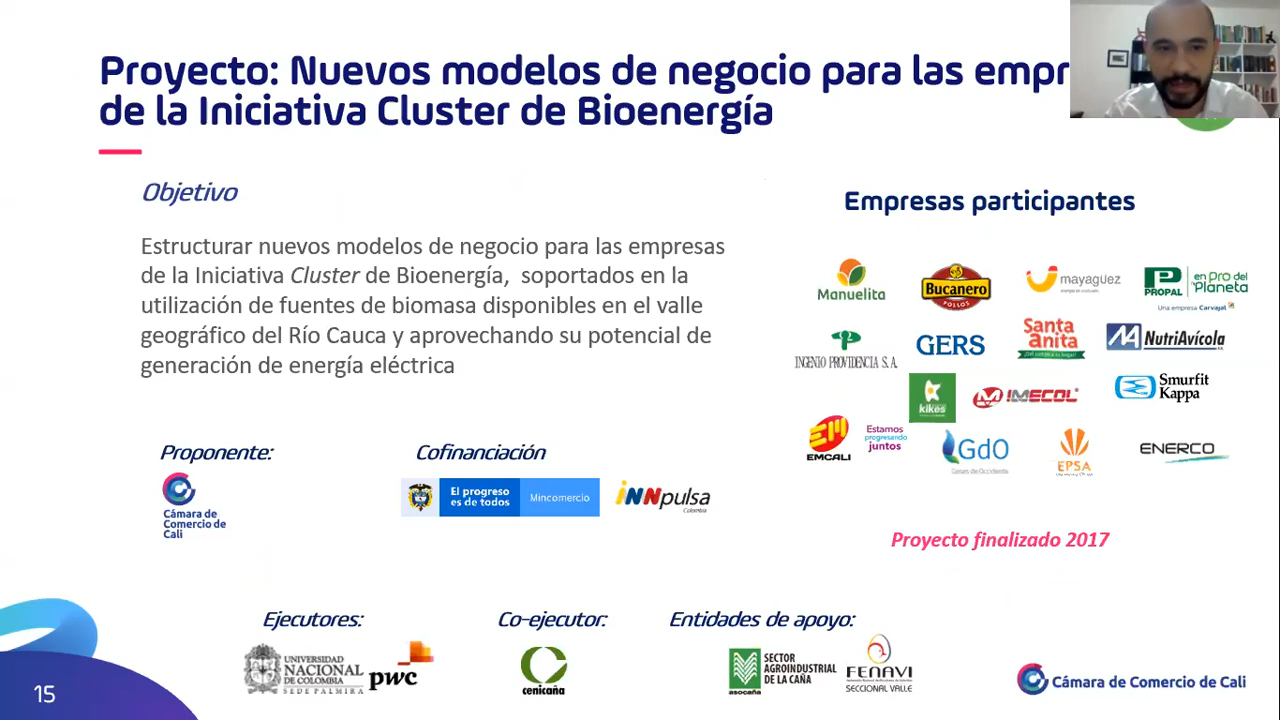 Proyecto: Nuevos modelos de negocio para las empr
de la Iniciativa Cluster de Bioenergía
Objetivo
Estructurar nuevos modelos de negocio para las empresas
de la Iniciativa Cluster de Bioenergía, soportados en la
utilización de fuentes de biomasa disponibles en el valle
geográfico del Río Cauca y aprovechando su potencial de
generación de energía eléctrica
Empresas participantes
Manuelita
Bucanero
POLLOS
mayagüez
PROPAL
en pro del
Planeta
Una empresa Carvajal
INGENIO PROVIDENCIA S.A.
GERS
Santa
anita
NutriAvícola
kikes
IMECOL
Smurfit
Kappa
EMCALI
Estamos
progresando
juntos
GdO
Gases de Occidente
EPSA
ENERCO
Proyecto finalizado 2017
Proponente:
Cámara de
Comercio de
Cali
Cofinanciación
El progreso
es de todos
Mincomercio
iNNpulsa
Colombia
Ejecutores:
UNIVERSIDAD
NACIONAL
DE COLOMBIA
SEDE PALMIRA
pwc
Co-ejecutor:
cenicaña
Entidades de apoyo:
asocaña
SECTOR
AGROINDUSTRIAL
DE LA CAÑA
FENAVI
SECCIONAL VALLE
15
Cámara de Comercio de Cali